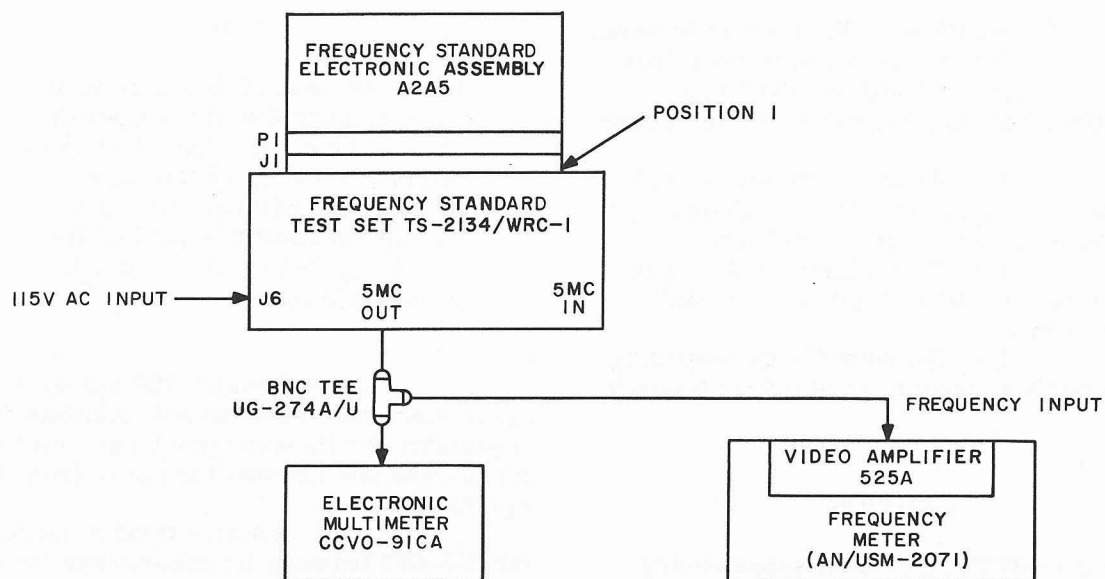 FREQUENCY STANDARD
ELECTRONIC ASSEMBLY
A2A5
POSITION I
P1
J1
FREQUENCY STANDARD
TEST SET TS-2134/WRC-1
115V AC INPUT
J6
5MC
OUT
5MC
IN
BNC TEE
UG-274A/U
FREQUENCY INPUT
VIDEO AMPLIFIER
525A
ELECTRONIC
MULTIMETER
CCVO-91CA
FREQUENCY
METER
(AN/USM-2071)